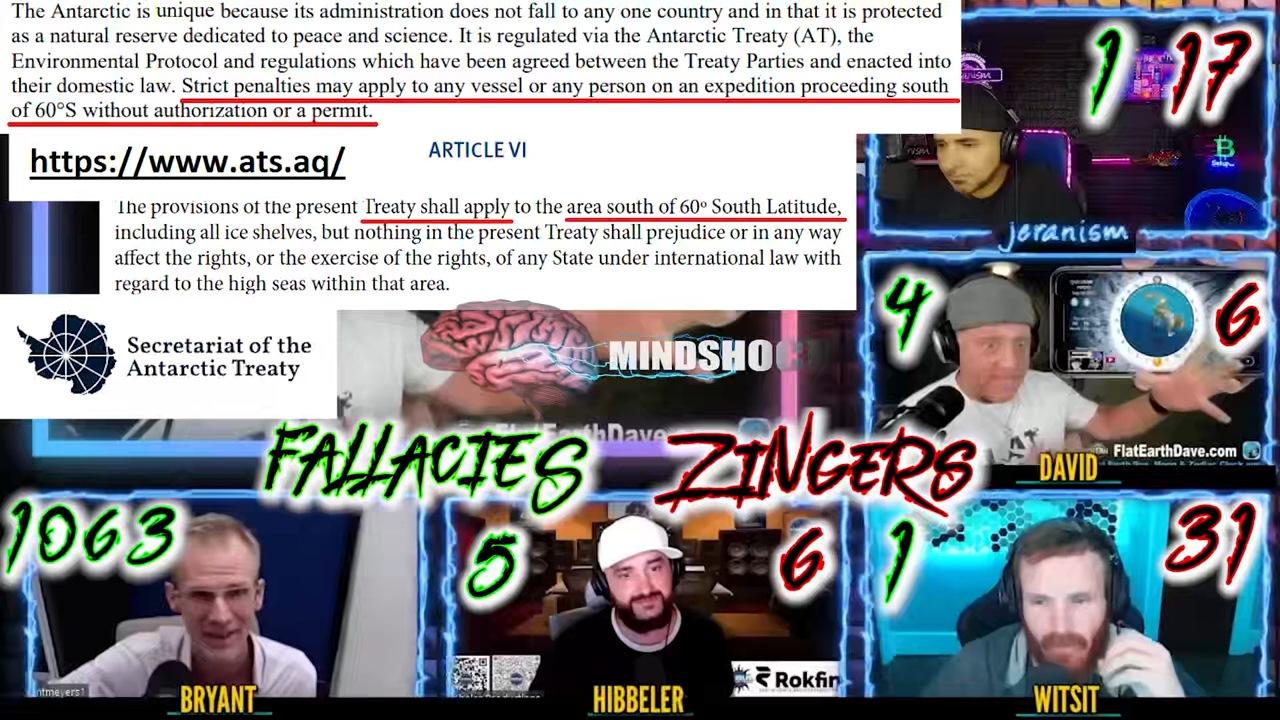 The Antarctic is unique because its administration does not fall to any one country and in that it is protected
as a natural reserve dedicated to peace and science. It is regulated via the Antarctic Treaty (AT), the
Environmental Protocol and regulations which have been agreed between the Treaty Parties and enacted into
their domestic law. Strict penalties may apply to any vessel or any person on an expedition proceeding south
of 60°S without authorization or a permit.
1 17
https://www.ats.aq/
ARTICLE VI
The provisions of the present Treaty shall apply to the area south of 60º South Latitude,
including all ice shelves, but nothing in the present Treaty shall prejudice or in any way
affect the rights, or the exercise of the rights, of any State under international law with
regard to the high seas within that area.
jeranism
4 6
Secretariat of the
Antarctic Treaty
MINDSHOC
FlatEarthDave.com
DAVID
FALLACIES ZINGERS
1063
5 6
1 31
Rokfin
BRYANT
HIBBELER
WITSIT